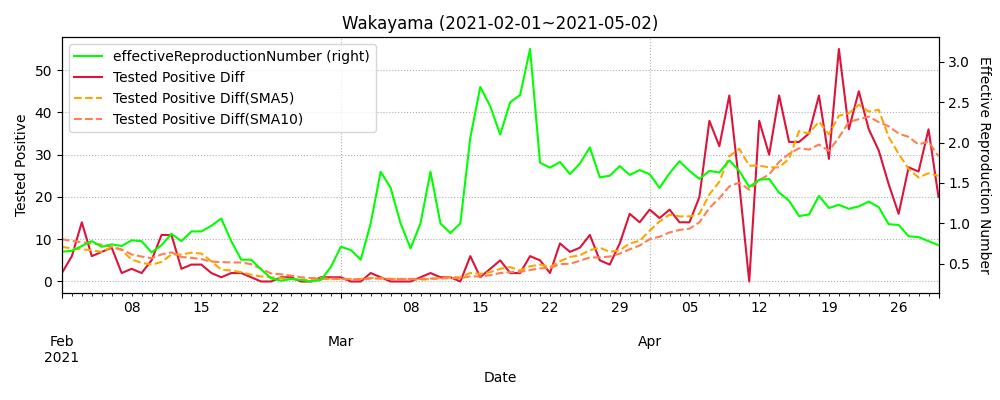 Wakayama (2021-02-01~2021-05-02)
effectiveReproductionNumber (right)
Tested Positive Diff
Tested Positive Diff(SMA5)
Tested Positive Diff(SMA10)
Tested Positive
50
40
30
20
10
0
Effective Reproduction Number
3.0
2.5
2.0
1.5
1.0
0.5
08 15 22 08 15 22 29 05 12 19 26
Feb Mar Apr
2021
Date